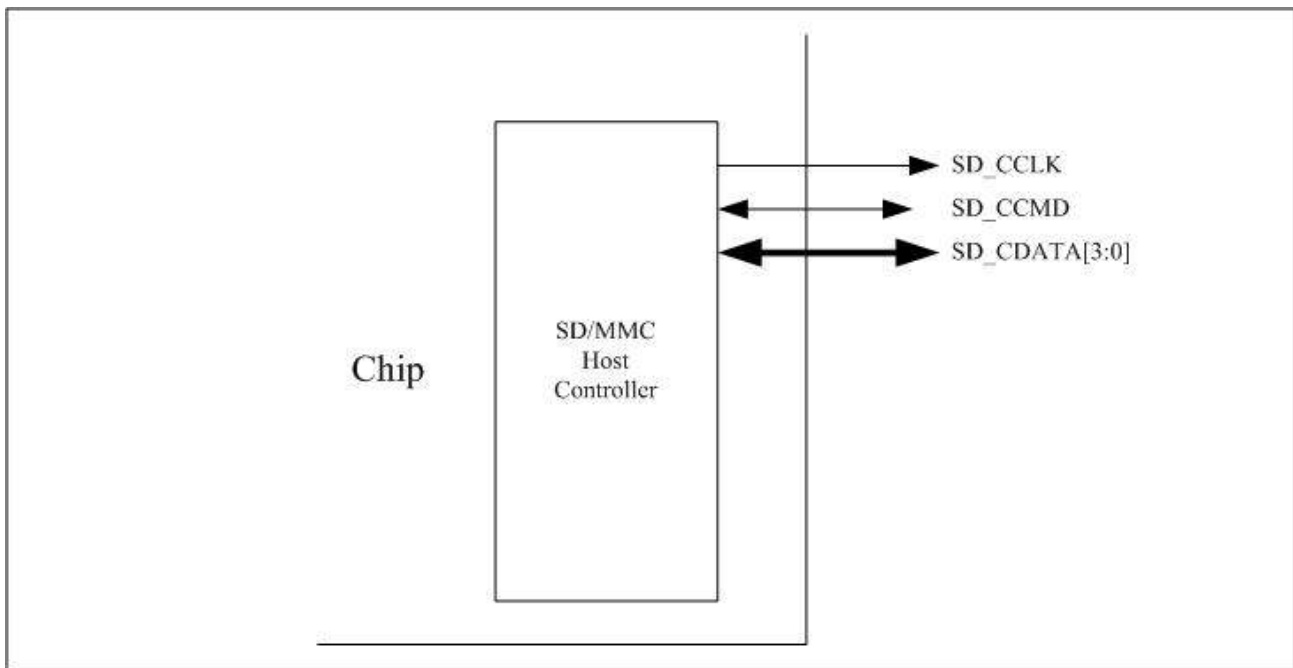 SD_CCLK
SD_CCMD
SD_CDATA[3:0]
SD/MMC
Host
Controller
Chip